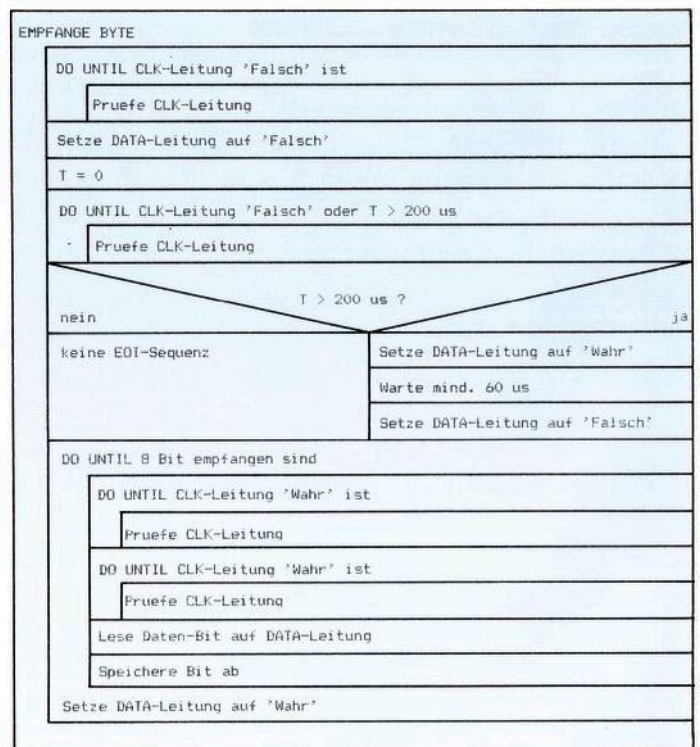 EMPFANGE BYTE
DO UNTIL CLK-Leitung 'Falsch' ist
Pruefe CLK-Leitung
Setze DATA-Leitung auf 'Falsch'
T = 0
DO UNTIL CLK-Leitung 'Falsch' oder T > 200 us
Pruefe CLK-Leitung
T > 200 us ?
nein
ja
keine EOI-Sequenz
Setze DATA-Leitung auf 'Wahr'
Warte mind. 60 us
Setze DATA-Leitung auf 'Falsch'
DO UNTIL 8 Bit empfangen sind
DO UNTIL CLK-Leitung 'Wahr' ist
Pruefe CLK-Leitung
DO UNTIL CLK-Leitung 'Wahr' ist
Pruefe CLK-Leitung
Lese Daten-Bit auf DATA-Leitung
Speichere Bit ab
Setze DATA-Leitung auf 'Wahr'